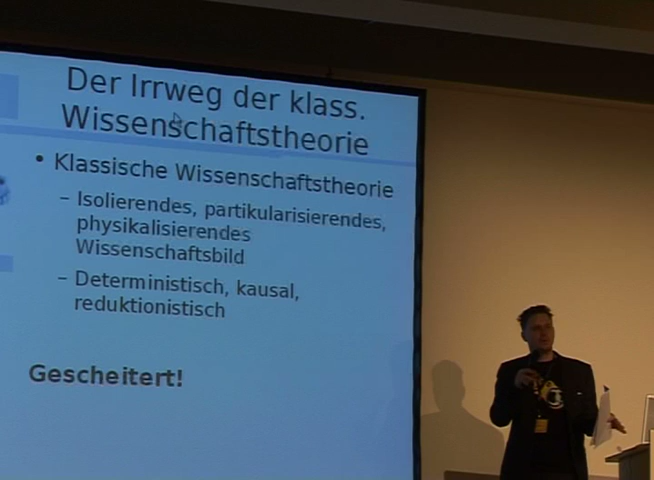 Der Irrweg der klass.
Wissenschaftstheorie
• Klassische Wissenschaftstheorie
– Isolierendes, partikularisierendes,
physikalisierendes
Wissenschaftsbild
– Deterministisch, kausal,
reduktionistisch
Gescheitert!